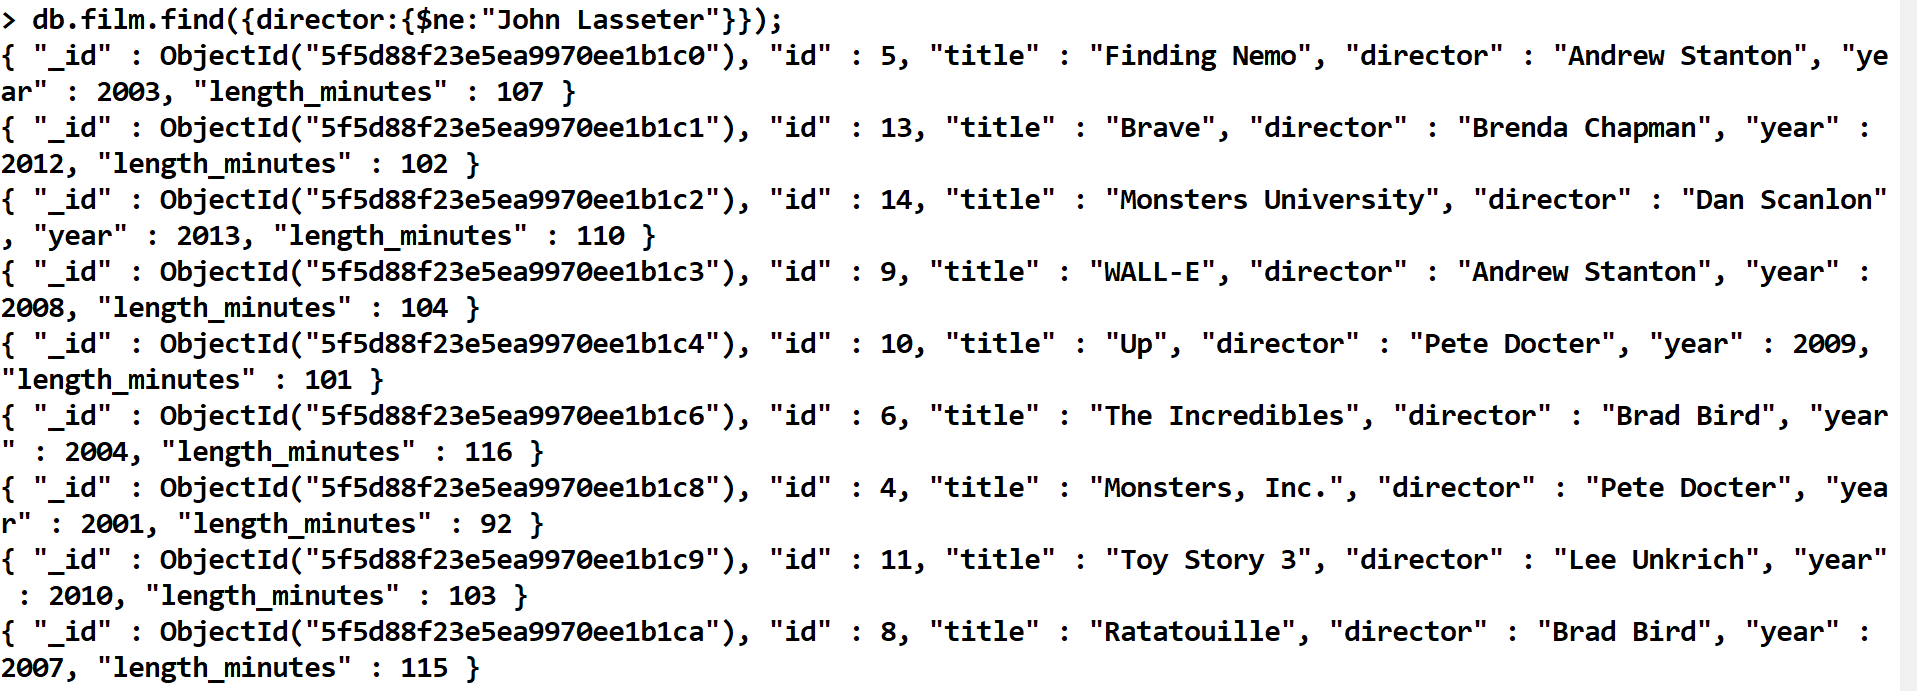 > db.film.find({director:{$ne:"John Lasseter"}});
{ "_id" : ObjectId("5f5d88f23e5ea9970ee1b1c0"), "id" : 5, "title" : "Finding Nemo", "director" : "Andrew Stanton", "ye
ar" : 2003, "length_minutes" : 107 }
{ "_id" : ObjectId("5f5d88f23e5ea9970ee1b1c1"), "id" : 13, "title" : "Brave", "director" : "Brenda Chapman", "year" :
2012, "length_minutes" : 102 }
{ "_id" : ObjectId("5f5d88f23e5ea9970ee1b1c2"), "id" : 14, "title" : "Monsters University", "director" : "Dan Scanlon"
, "year" : 2013, "length_minutes" : 110 }
{ "_id" : ObjectId("5f5d88f23e5ea9970ee1b1c3"), "id" : 9, "title" : "WALL-E", "director" : "Andrew Stanton", "year" :
2008, "length_minutes" : 104 }
{ "_id" : ObjectId("5f5d88f23e5ea9970ee1b1c4"), "id" : 10, "title" : "Up", "director" : "Pete Docter", "year" : 2009,
"length_minutes" : 101 }
{ "_id" : ObjectId("5f5d88f23e5ea9970ee1b1c6"), "id" : 6, "title" : "The Incredibles", "director" : "Brad Bird", "year
" : 2004, "length_minutes" : 116 }
{ "_id" : ObjectId("5f5d88f23e5ea9970ee1b1c8"), "id" : 4, "title" : "Monsters, Inc.", "director" : "Pete Docter", "yea
r" : 2001, "length_minutes" : 92 }
{ "_id" : ObjectId("5f5d88f23e5ea9970ee1b1c9"), "id" : 11, "title" : "Toy Story 3", "director" : "Lee Unkrich", "year"
 : 2010, "length_minutes" : 103 }
{ "_id" : ObjectId("5f5d88f23e5ea9970ee1b1ca"), "id" : 8, "title" : "Ratatouille", "director" : "Brad Bird", "year" :
2007, "length_minutes" : 115 }